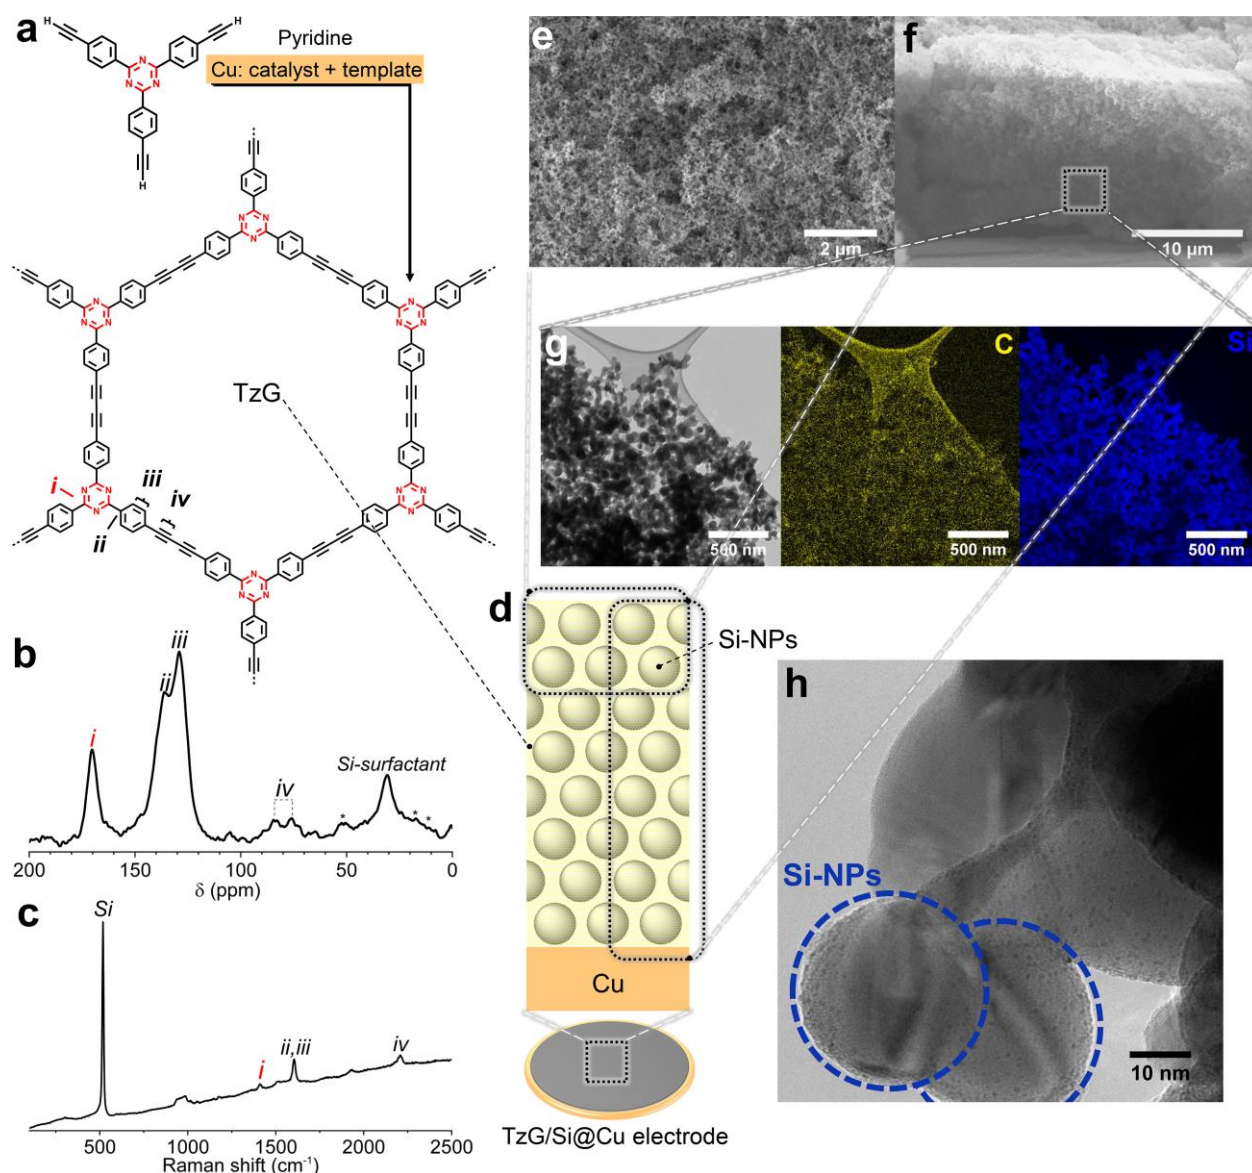 a
H
H
H
N N
N
Pyridine
Cu: catalyst + template
N N
N
N N
N
N N
N
TzG
i
ii
iii
iv
N N
N
N N
N
N N
N
b
i
ii
iii
iv
Si-surfactant
*
* *
200 150 100 50 0
δ (ppm)
c
Si
i
ii,iii
iv
500 1000 1500 2000 2500
Raman shift (cm⁻¹)
d
Si-NPs
Cu
TzG/Si@Cu electrode
e
2 µm
f
10 µm
g
500 nm
C
500 nm
Si
500 nm
h
Si-NPs
10 nm